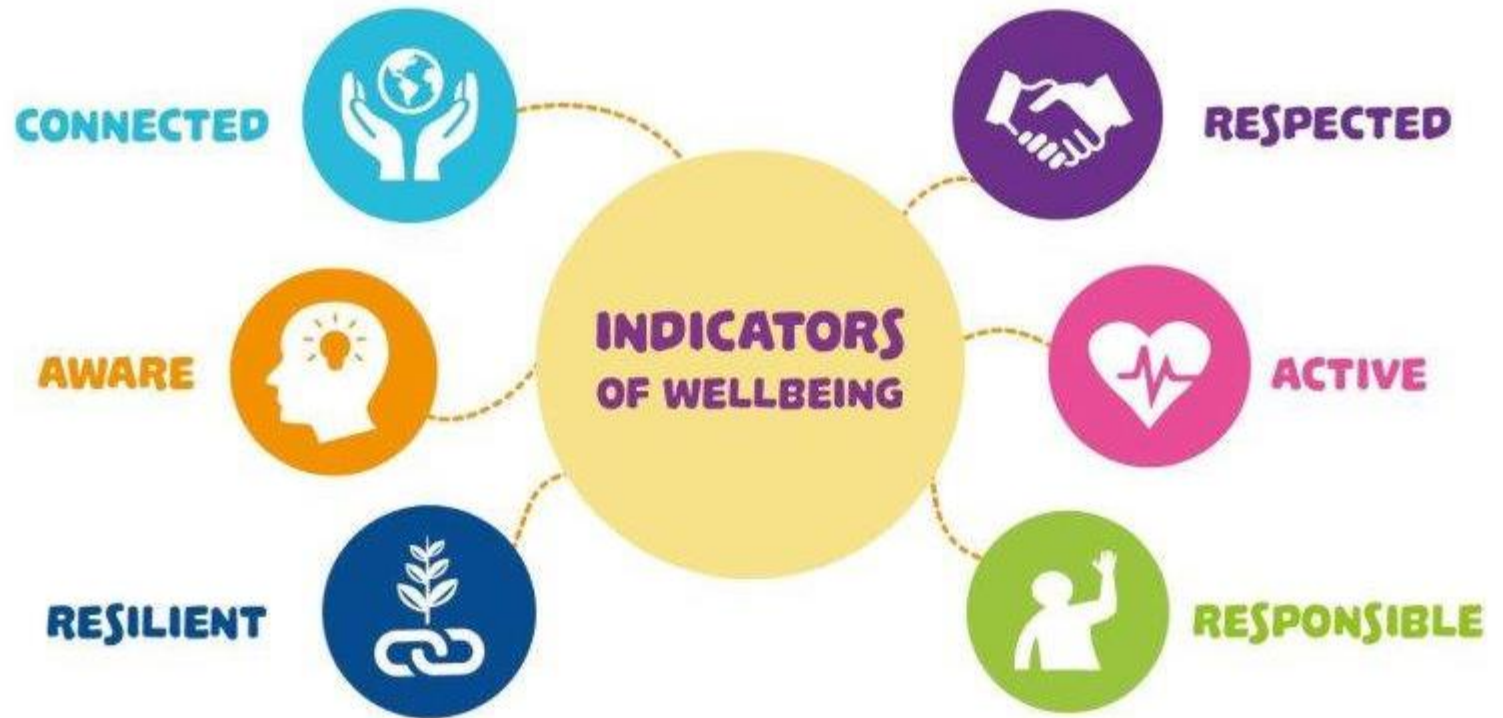 CONNECTED
RESPECTED
INDICATORS
OF WELLBEING
AWARE
ACTIVE
RESILIENT
RESPONSIBLE